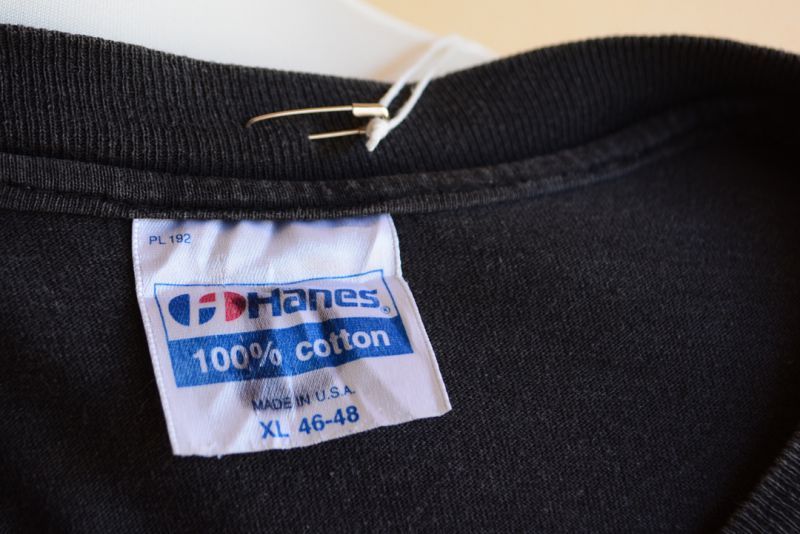 PL 192
Hanes®
100% cotton
MADE IN U.S.A.
XL 46-48